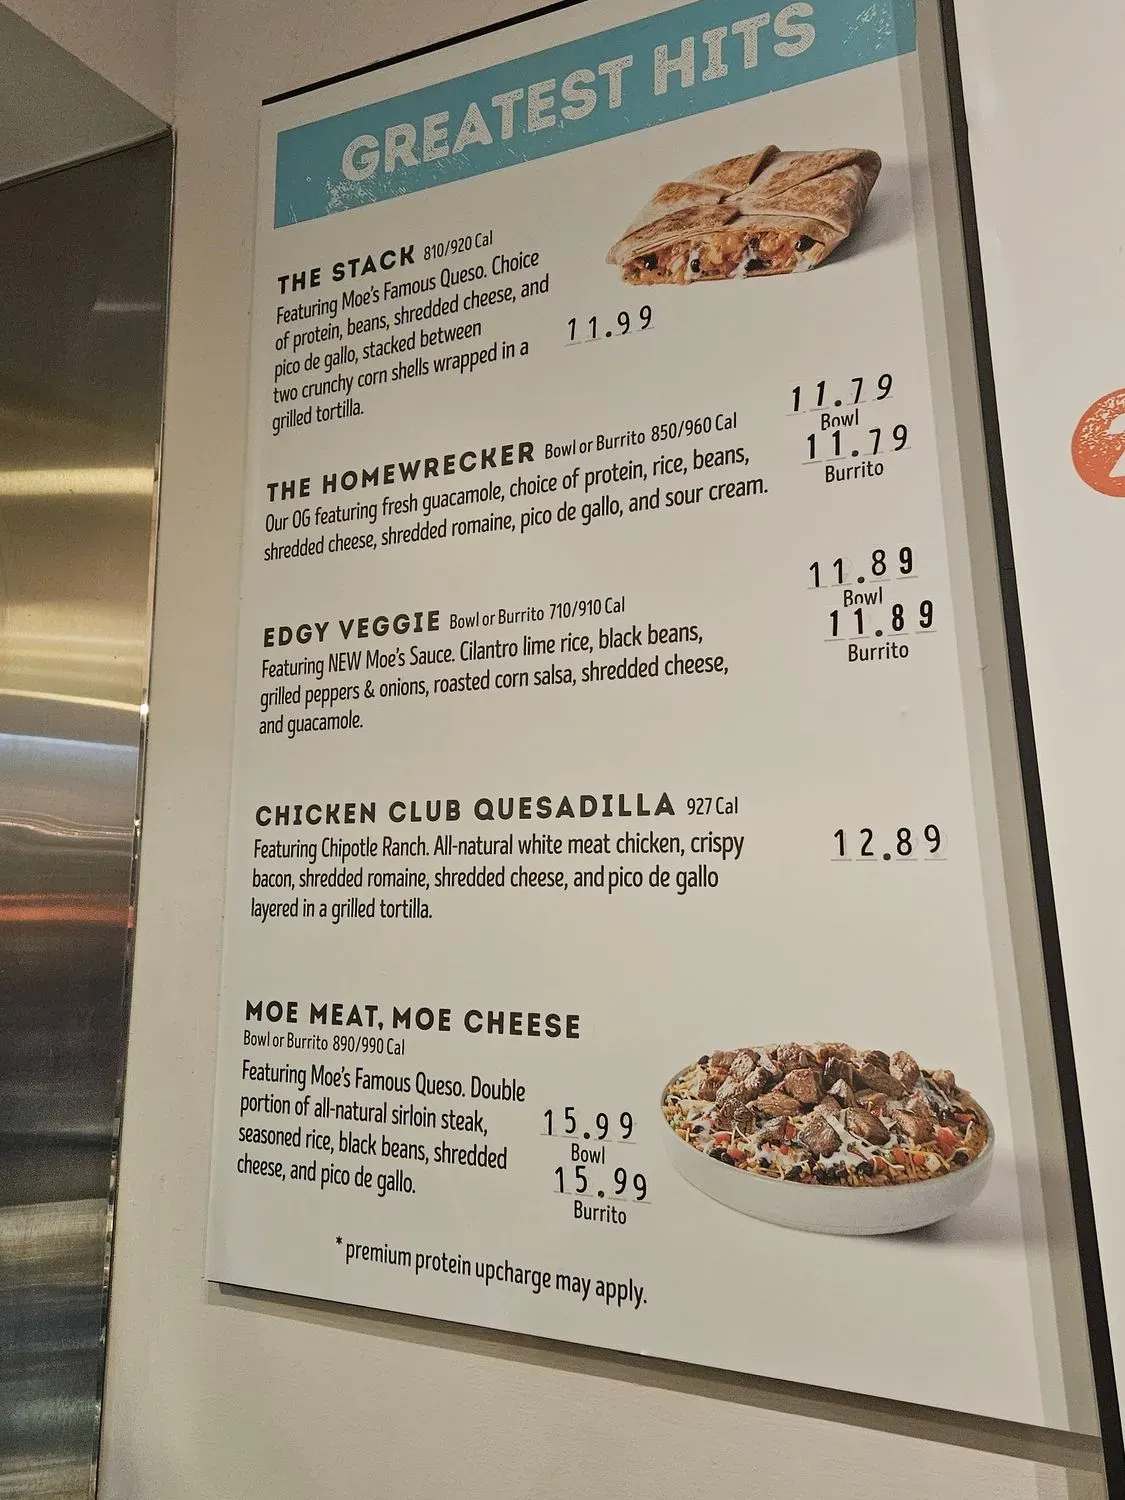 GREATEST HITS
THE STACK 810/920 Cal
Featuring Moe's Famous Queso. Choice
of protein, beans, shredded cheese, and
pico de gallo, stacked between
two crunchy corn shells wrapped in a
grilled tortilla.
11.99
THE HOMEWRECKER Bowl or Burrito 850/960 Cal
Our OG featuring fresh guacamole, choice of protein, rice, beans,
shredded cheese, shredded romaine, pico de gallo, and sour cream.
11.79
Bowl
11.79
Burrito
EDGY VEGGIE Bowl or Burrito 710/910 Cal
Featuring NEW Moe's Sauce. Cilantro lime rice, black beans,
grilled peppers & onions, roasted corn salsa, shredded cheese,
and guacamole.
11.89
Bowl
11.89
Burrito
CHICKEN CLUB QUESADILLA 927 Cal
Featuring Chipotle Ranch. All-natural white meat chicken, crispy
bacon, shredded romaine, shredded cheese, and pico de gallo
layered in a grilled tortilla.
12.89
MOE MEAT, MOE CHEESE
Bowl or Burrito 890/990 Cal
Featuring Moe's Famous Queso. Double
portion of all-natural sirloin steak,
seasoned rice, black beans, shredded
cheese, and pico de gallo.
15.99
Bowl
15.99
Burrito
* premium protein upcharge may apply.